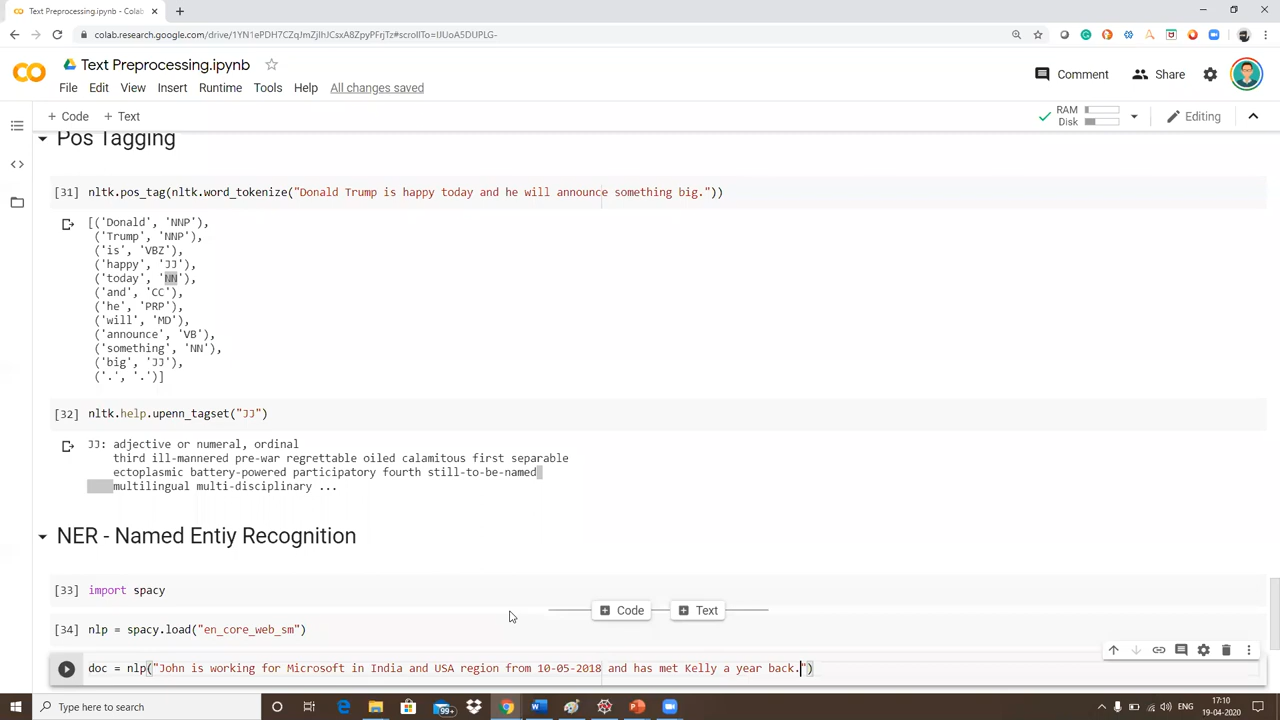 Text Preprocessing.ipynb - Colab
colab.research.google.com/drive/
Text Preprocessing.ipynb
File Edit View Insert Runtime Tools Help All changes saved
Comment Share
+ Code + Text
RAM
Disk
Editing
Pos Tagging
[31] nltk.pos_tag(nltk.word_tokenize("Donald Trump is happy today and he will announce something big."))
[('Donald', 'NNP'),
('Trump', 'NNP'),
('is', 'VBZ'),
('happy', 'JJ'),
('today', 'NN'),
('and', 'CC'),
('he', 'PRP'),
('will', 'MD'),
('announce', 'VB'),
('something', 'NN'),
('big', 'JJ'),
('.', '.')]
[32] nltk.help.upenn_tagset("JJ")
JJ: adjective or numeral, ordinal
third ill-mannered pre-war regrettable oiled calamitous first separable
ectoplasmic battery-powered participatory fourth still-to-be-named
multilingual multi-disciplinary ...
NER - Named Entiy Recognition
[33] import spacy
+ Code + Text
[34] nlp = spacy.load("en_core_web_sm")
doc = nlp("John is working for Microsoft in India and USA region from 10-05-2018 and has met Kelly a year back.")
Type here to search
99+
ENG
17:10
19-04-2020